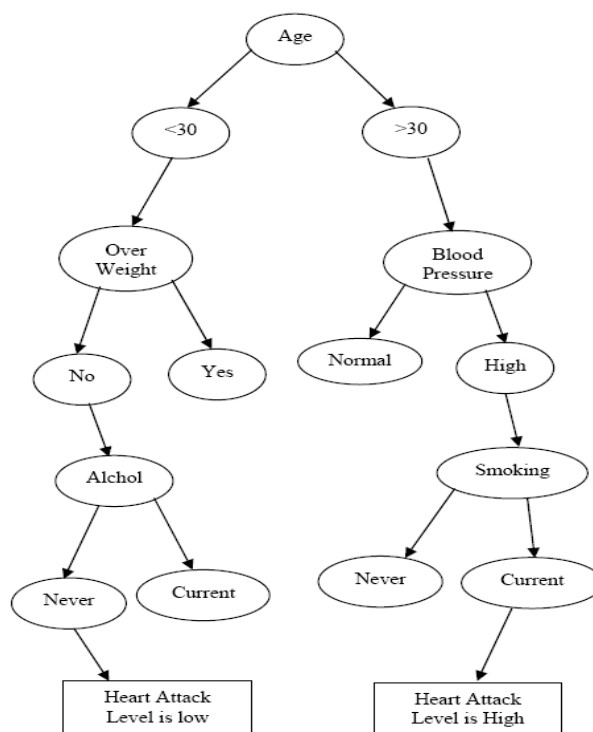 Age
<30
>30
Over
Weight
Blood
Pressure
No
Yes
Normal
High
Alchol
Smoking
Never
Current
Never
Current
Heart Attack
Level is low
Heart Attack
Level is High